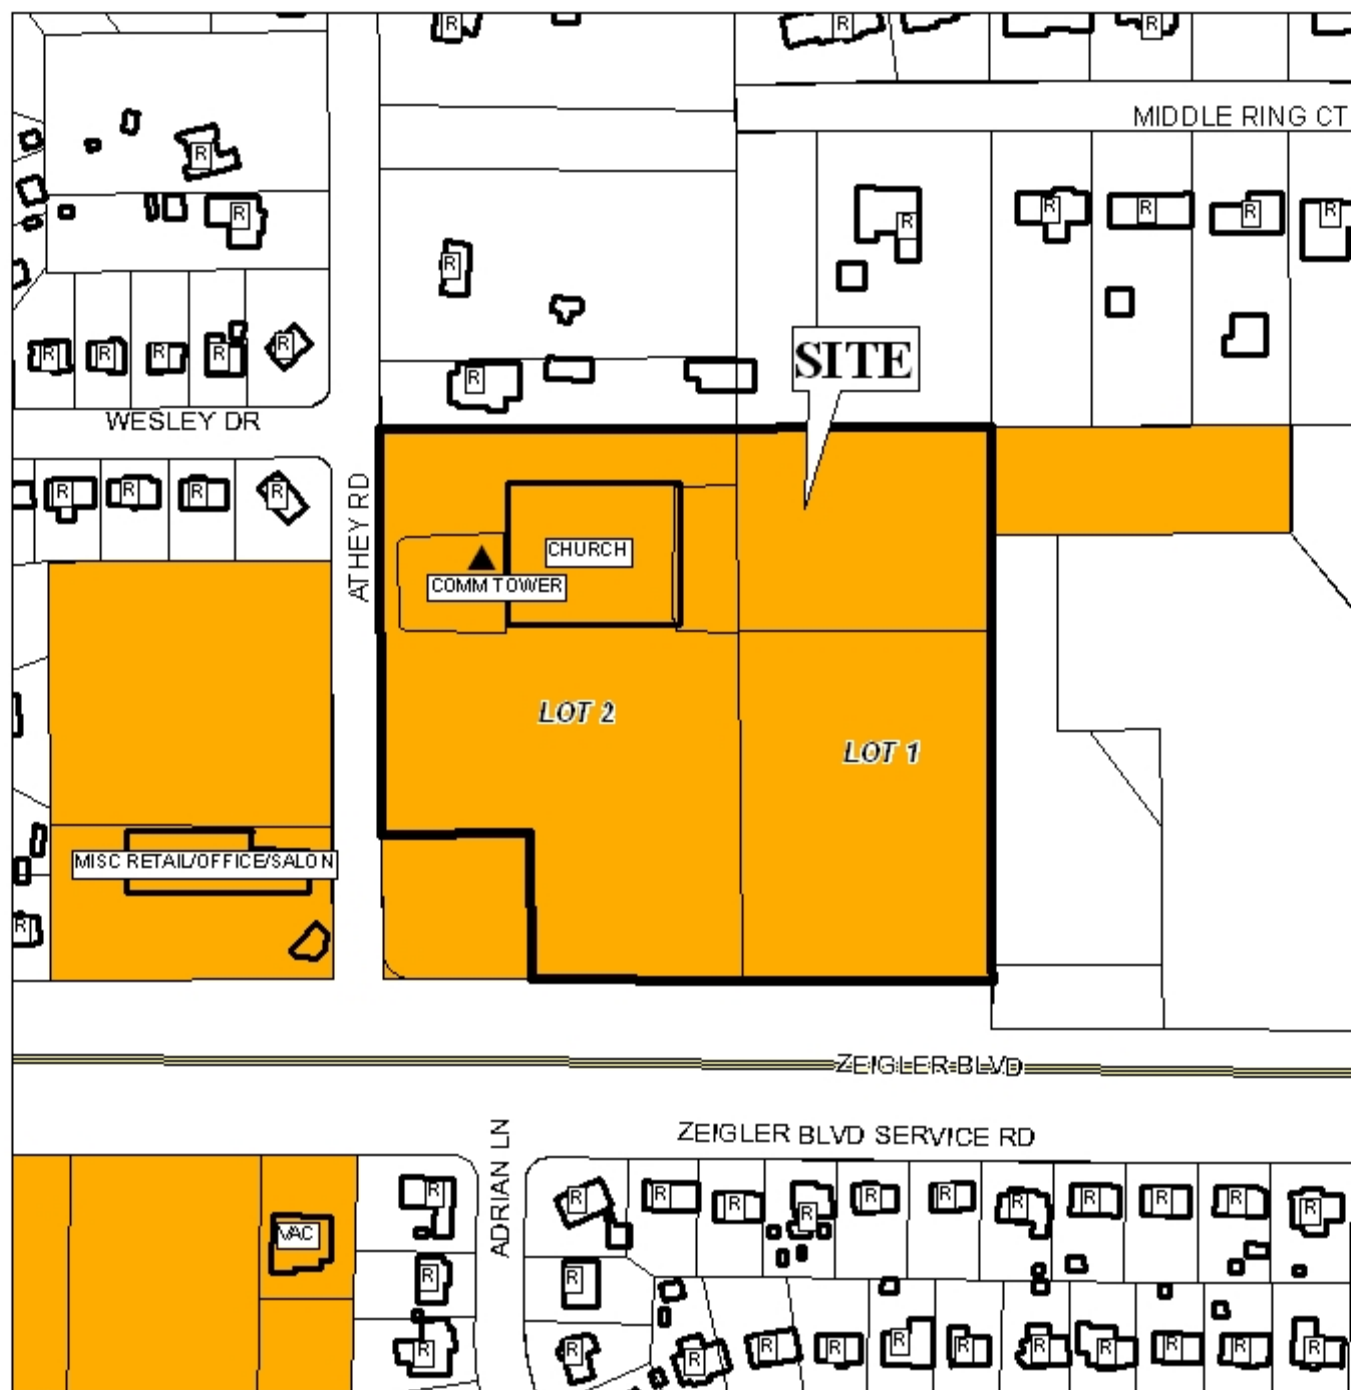 R
R
R
MIDDLE RING CT
R
R
R
R
R
R
R
R
R
R
R
R
R
R
SITE
R
WESLEY DR
R
R
R
R
ATHEY RD
CHURCH
COMM TOWER
LOT 2
LOT 1
MISC RETAIL/OFFICE/SALON
R
ZEIGLER BLVD
ZEIGLER BLVD SERVICE RD
ADRIAN LN
R
R
R
R
R
R
R
R
R
R
R
R
VAC
R
R
R
R
R
R
R
R
R
R
R
R
R
R